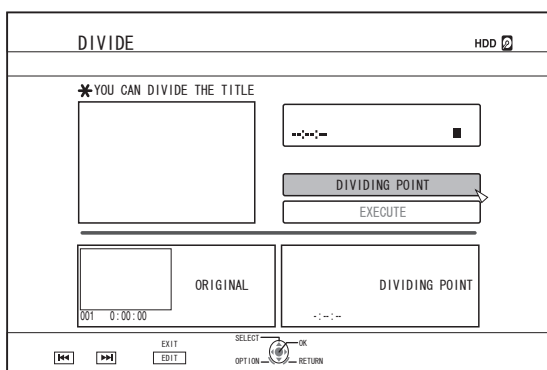 DIVIDE
HDD
YOU CAN DIVIDE THE TITLE
--:--:--
DIVIDING POINT
EXECUTE
ORIGINAL
001 0:00:00
DIVIDING POINT
-:--:--
EXIT
EDIT
SELECT
OK
OPTION
RETURN